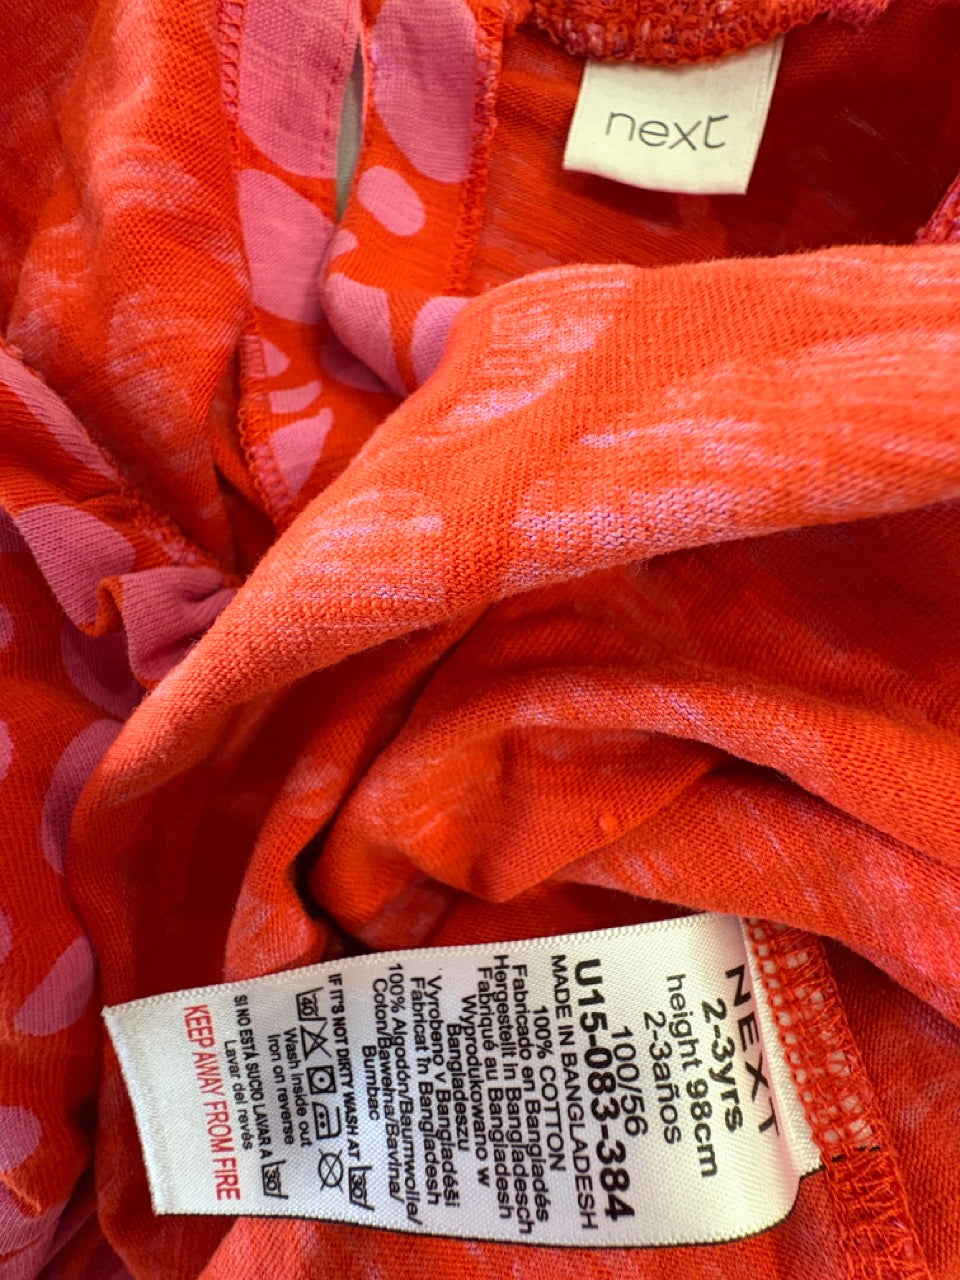 next
NEXT
2-3yrs
height 98cm
2-3años
100/56
U15-083-384
MADE IN BANGLADESH
100% COTTON
Fabricado en Bangladés
Hergestellt in Bangladesch
Fabriqué au Bangladesh
Wyprodukowano w
Bangladeszu
Vyrobeno V Bangladéši
Fabricat în Bangladesh
100% Algodón/Baumwolle/
Coton/Bawełna/Bavlna/
Bumbac
IF IT'S NOT DIRTY WASH AT 30
40
Wash inside out
Iron on reverse
SI NO ESTÁ SUCIO LAVAR A 30
Lavar del revés
KEEP AWAY FROM FIRE